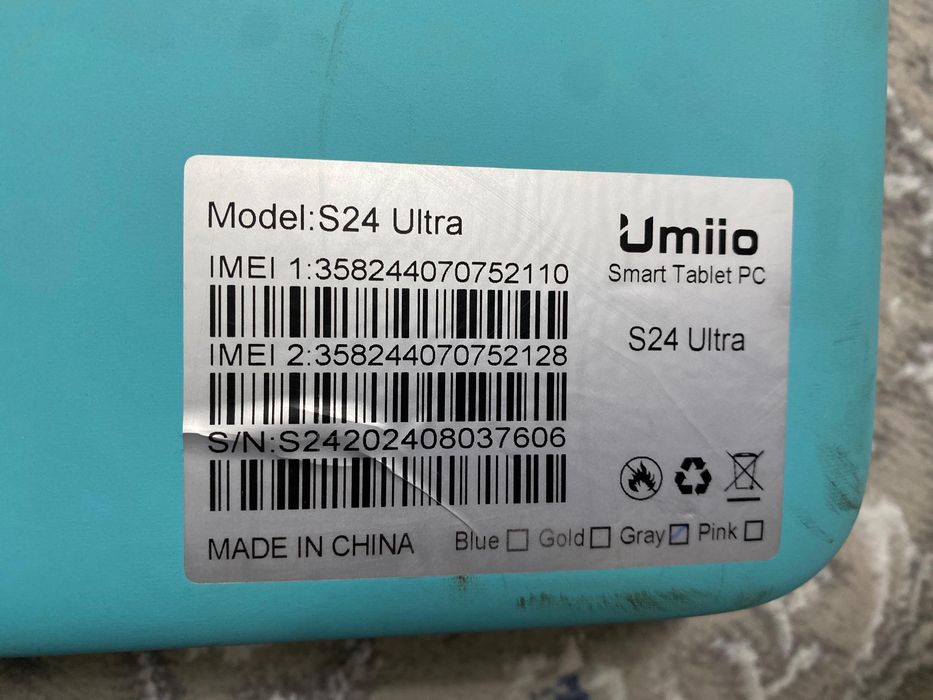 Model:S24 Ultra
IMEI 1:358244070752110
IMEI 2:358244070752128
S/N:S24202408037606
MADE IN CHINA
Umiio
Smart Tablet PC
S24 Ultra
Blue Gold Gray Pink